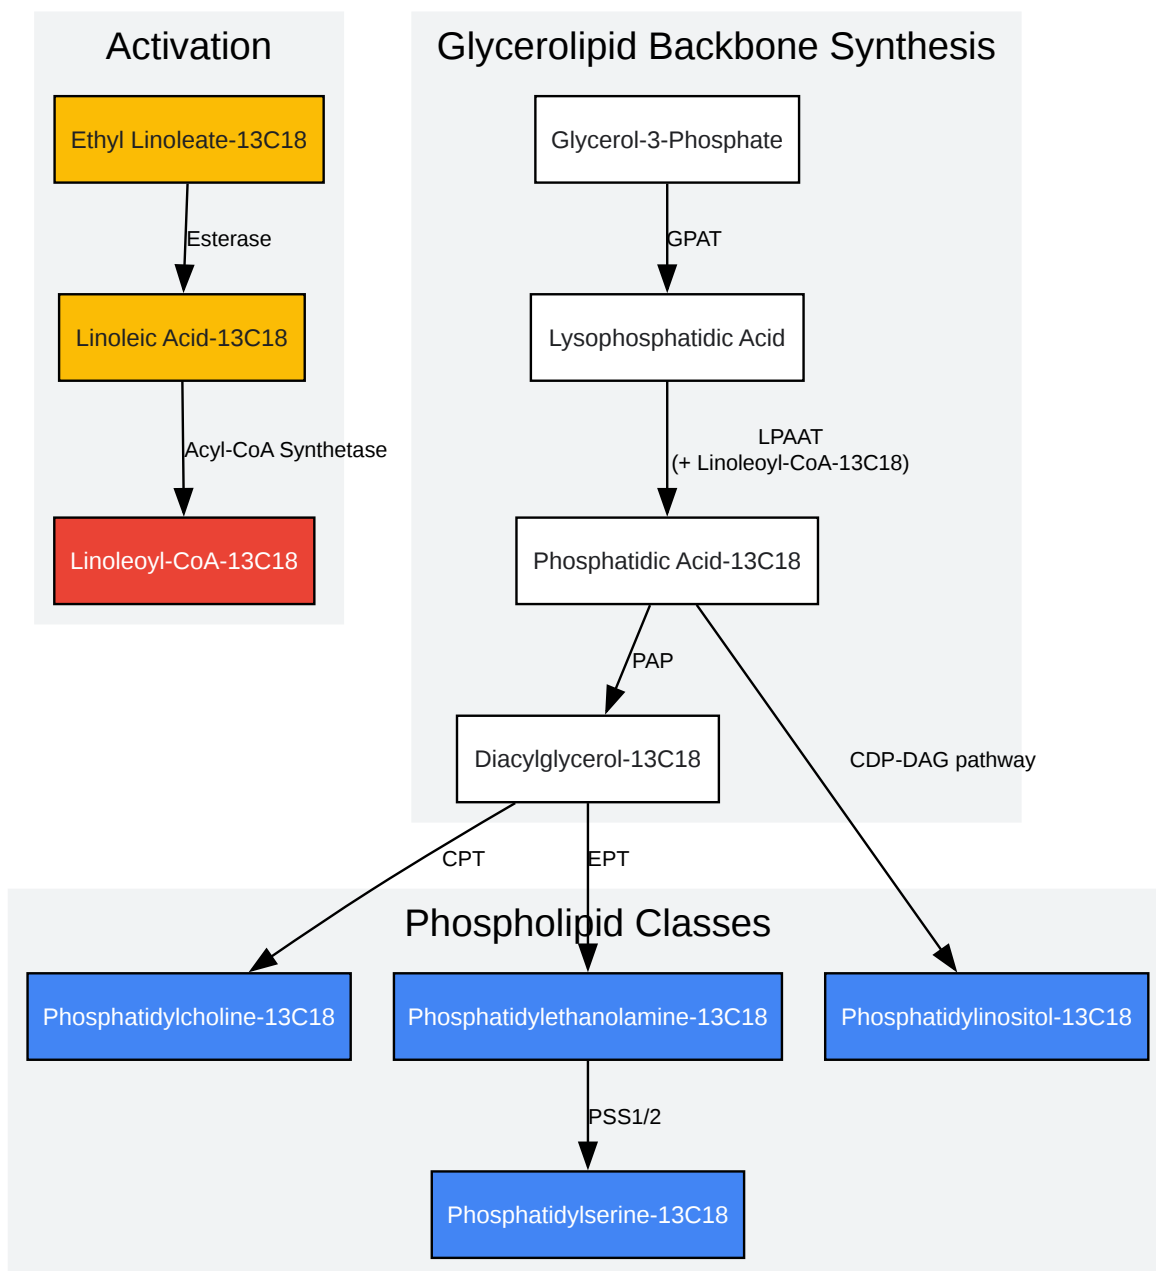 Activation
Ethyl Linoleate-13C18
Esterase
Linoleic Acid-13C18
Acyl-CoA Synthetase
Linoleoyl-CoA-13C18
Glycerolipid Backbone Synthesis
Glycerol-3-Phosphate
GPAT
Lysophosphatidic Acid
LPAAT
(+ Linoleoyl-CoA-13C18)
Phosphatidic Acid-13C18
PAP
Diacylglycerol-13C18
CDP-DAG pathway
CPT
EPT
Phospholipid Classes
Phosphatidylcholine-13C18
Phosphatidylethanolamine-13C18
Phosphatidylinositol-13C18
PSS1/2
Phosphatidylserine-13C18